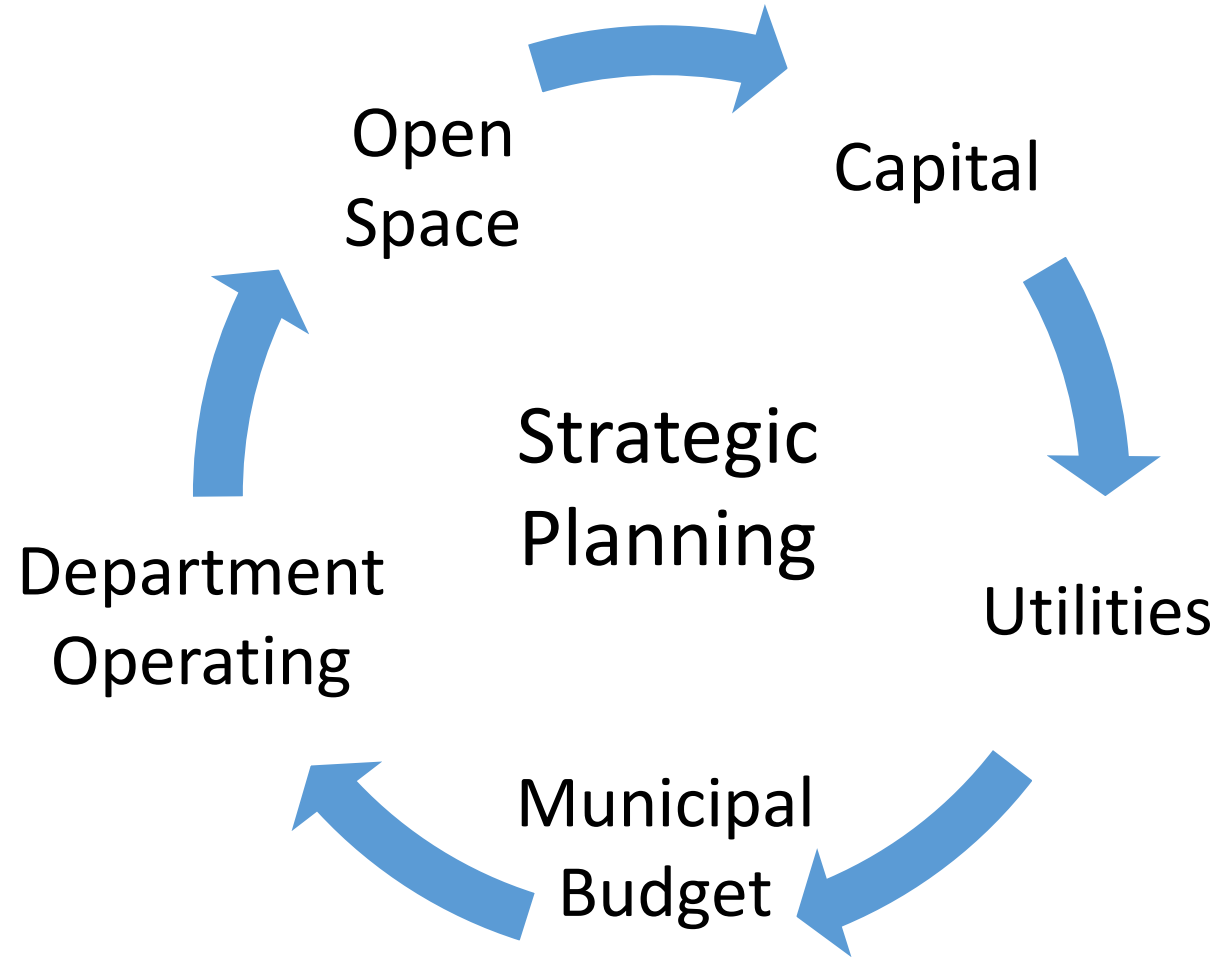 Open
Space
Capital
Strategic
Planning
Department
Operating
Utilities
Municipal
Budget